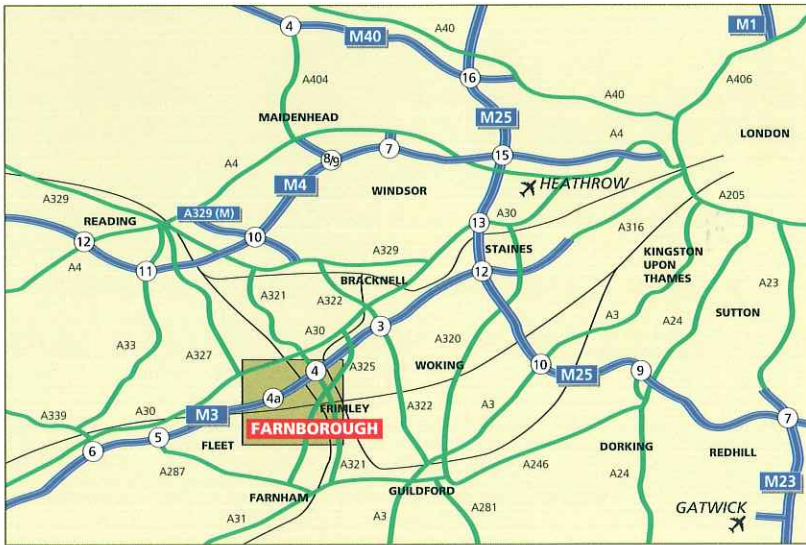 A40
M1
4
M40
A404
16
A40
A406
M25
MAIDENHEAD
LONDON
A4
8/9
7
15
A4
M4
WINDSOR
HEATHROW
A329
READING
A329 (M)
A205
13
A30
12
10
A316
STAINES
KINGSTON
UPON
THAMES
A4
11
A329
12
A23
BRACKNELL
A321
A322
SUTTON
A3
A24
A33
A30
3
A320
A327
A325
WOKING
4
10
M25
9
4a
A339
A30
M3
FRIMLEY
A322
A3
7
FARNBOROUGH
5
6
FLEET
DORKING
REDHILL
A287
A321
A246
A24
M23
FARNHAM
GUILDFORD
A31
A3
A281
GATWICK